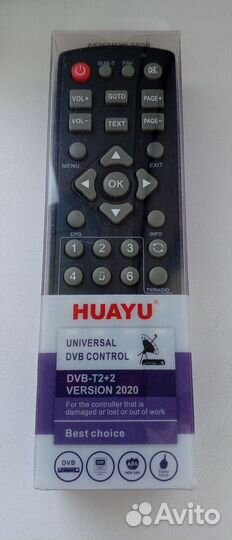 SUB-T FAV
VOL+ GOTO PAGE+
VOL- TEXT PAGE-
MENU EXIT
OK
EPG INFO
1 2 3
4 5 6
TV/RADIO
HUAYU®
UNIVERSAL
DVB CONTROL
DVB-T2+2
VERSION 2020
For the controller that is
damaged or lost or out of work
Best choice
DVB
ABS
Avito